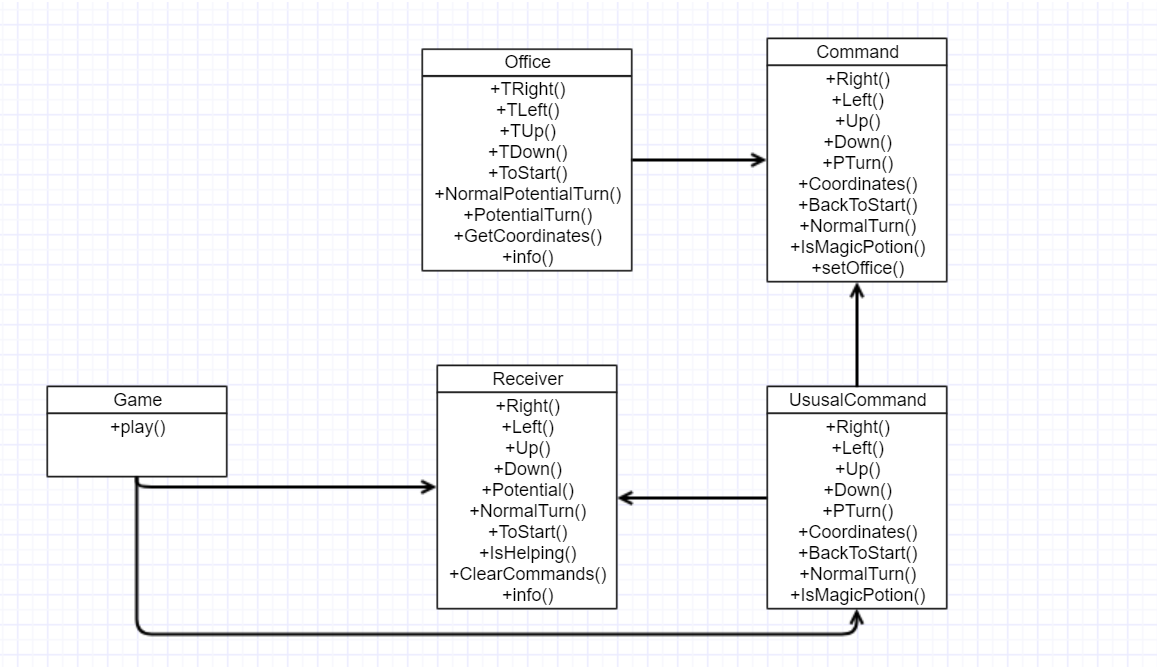 Office
+TRight()
+TLeft()
+TUp()
+TDown()
+ToStart()
+NormalPotentialTurn()
+PotentialTurn()
+GetCoordinates()
+info()
Command
+Right()
+Left()
+Up()
+Down()
+PTurn()
+Coordinates()
+BackToStart()
+NormalTurn()
+IsMagicPotion()
+setOffice()
Game
+play()
Receiver
+Right()
+Left()
+Up()
+Down()
+Potential()
+NormalTurn()
+ToStart()
+IsHelping()
+ClearCommands()
+info()
UsusalCommand
+Right()
+Left()
+Up()
+Down()
+PTurn()
+Coordinates()
+BackToStart()
+NormalTurn()
+IsMagicPotion()